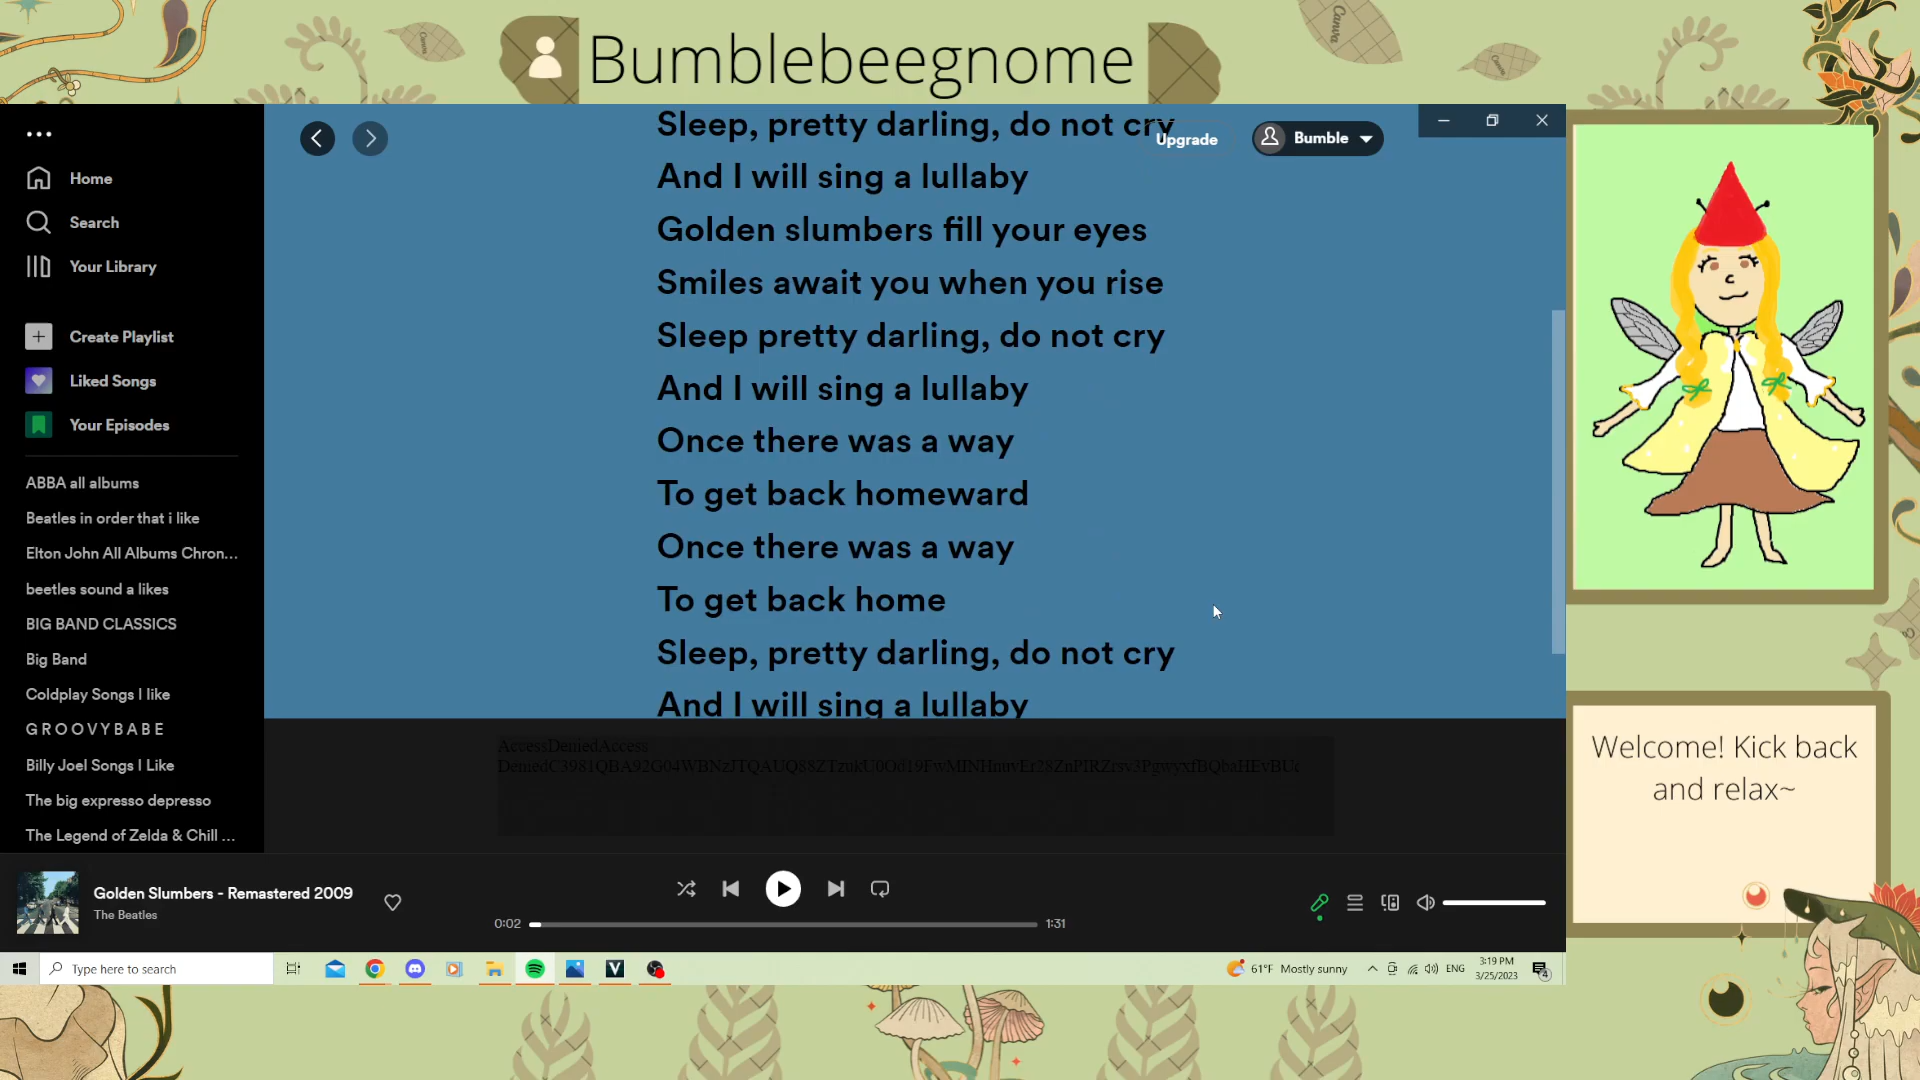 Bumblebeegnome
Canva
Canva
Canva
Home
Search
Your Library
Create Playlist
Liked Songs
Your Episodes
ABBA all albums
Beatles in order that i like
Elton John All Albums Chron...
beetles sound a likes
BIG BAND CLASSICS
Big Band
Coldplay Songs I like
G R O O V Y B A B E
Billy Joel Songs I Like
The big expresso depresso
The Legend of Zelda & Chill ...
Upgrade
Bumble
Sleep, pretty darling, do not cry
And I will sing a lullaby
Golden slumbers fill your eyes
Smiles await you when you rise
Sleep pretty darling, do not cry
And I will sing a lullaby
Once there was a way
To get back homeward
Once there was a way
To get back home
Sleep, pretty darling, do not cry
And I will sing a lullaby
AccessDeniedAccess
Welcome! Kick back
and relax~
Golden Slumbers - Remastered 2009
The Beatles
0:02
1:31
Type here to search
61°F Mostly sunny
ENG
3:19 PM
3/25/2023
4